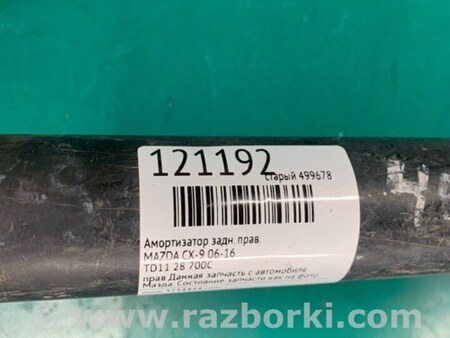 121192
старый 499678
Амортизатор задн. прав.
MAZDA CX-9 06-16
TD11 28 700C
прав Данная запчасть с автомобиля
Мазда. Состояние запчасти как на фото
www.razborki.com